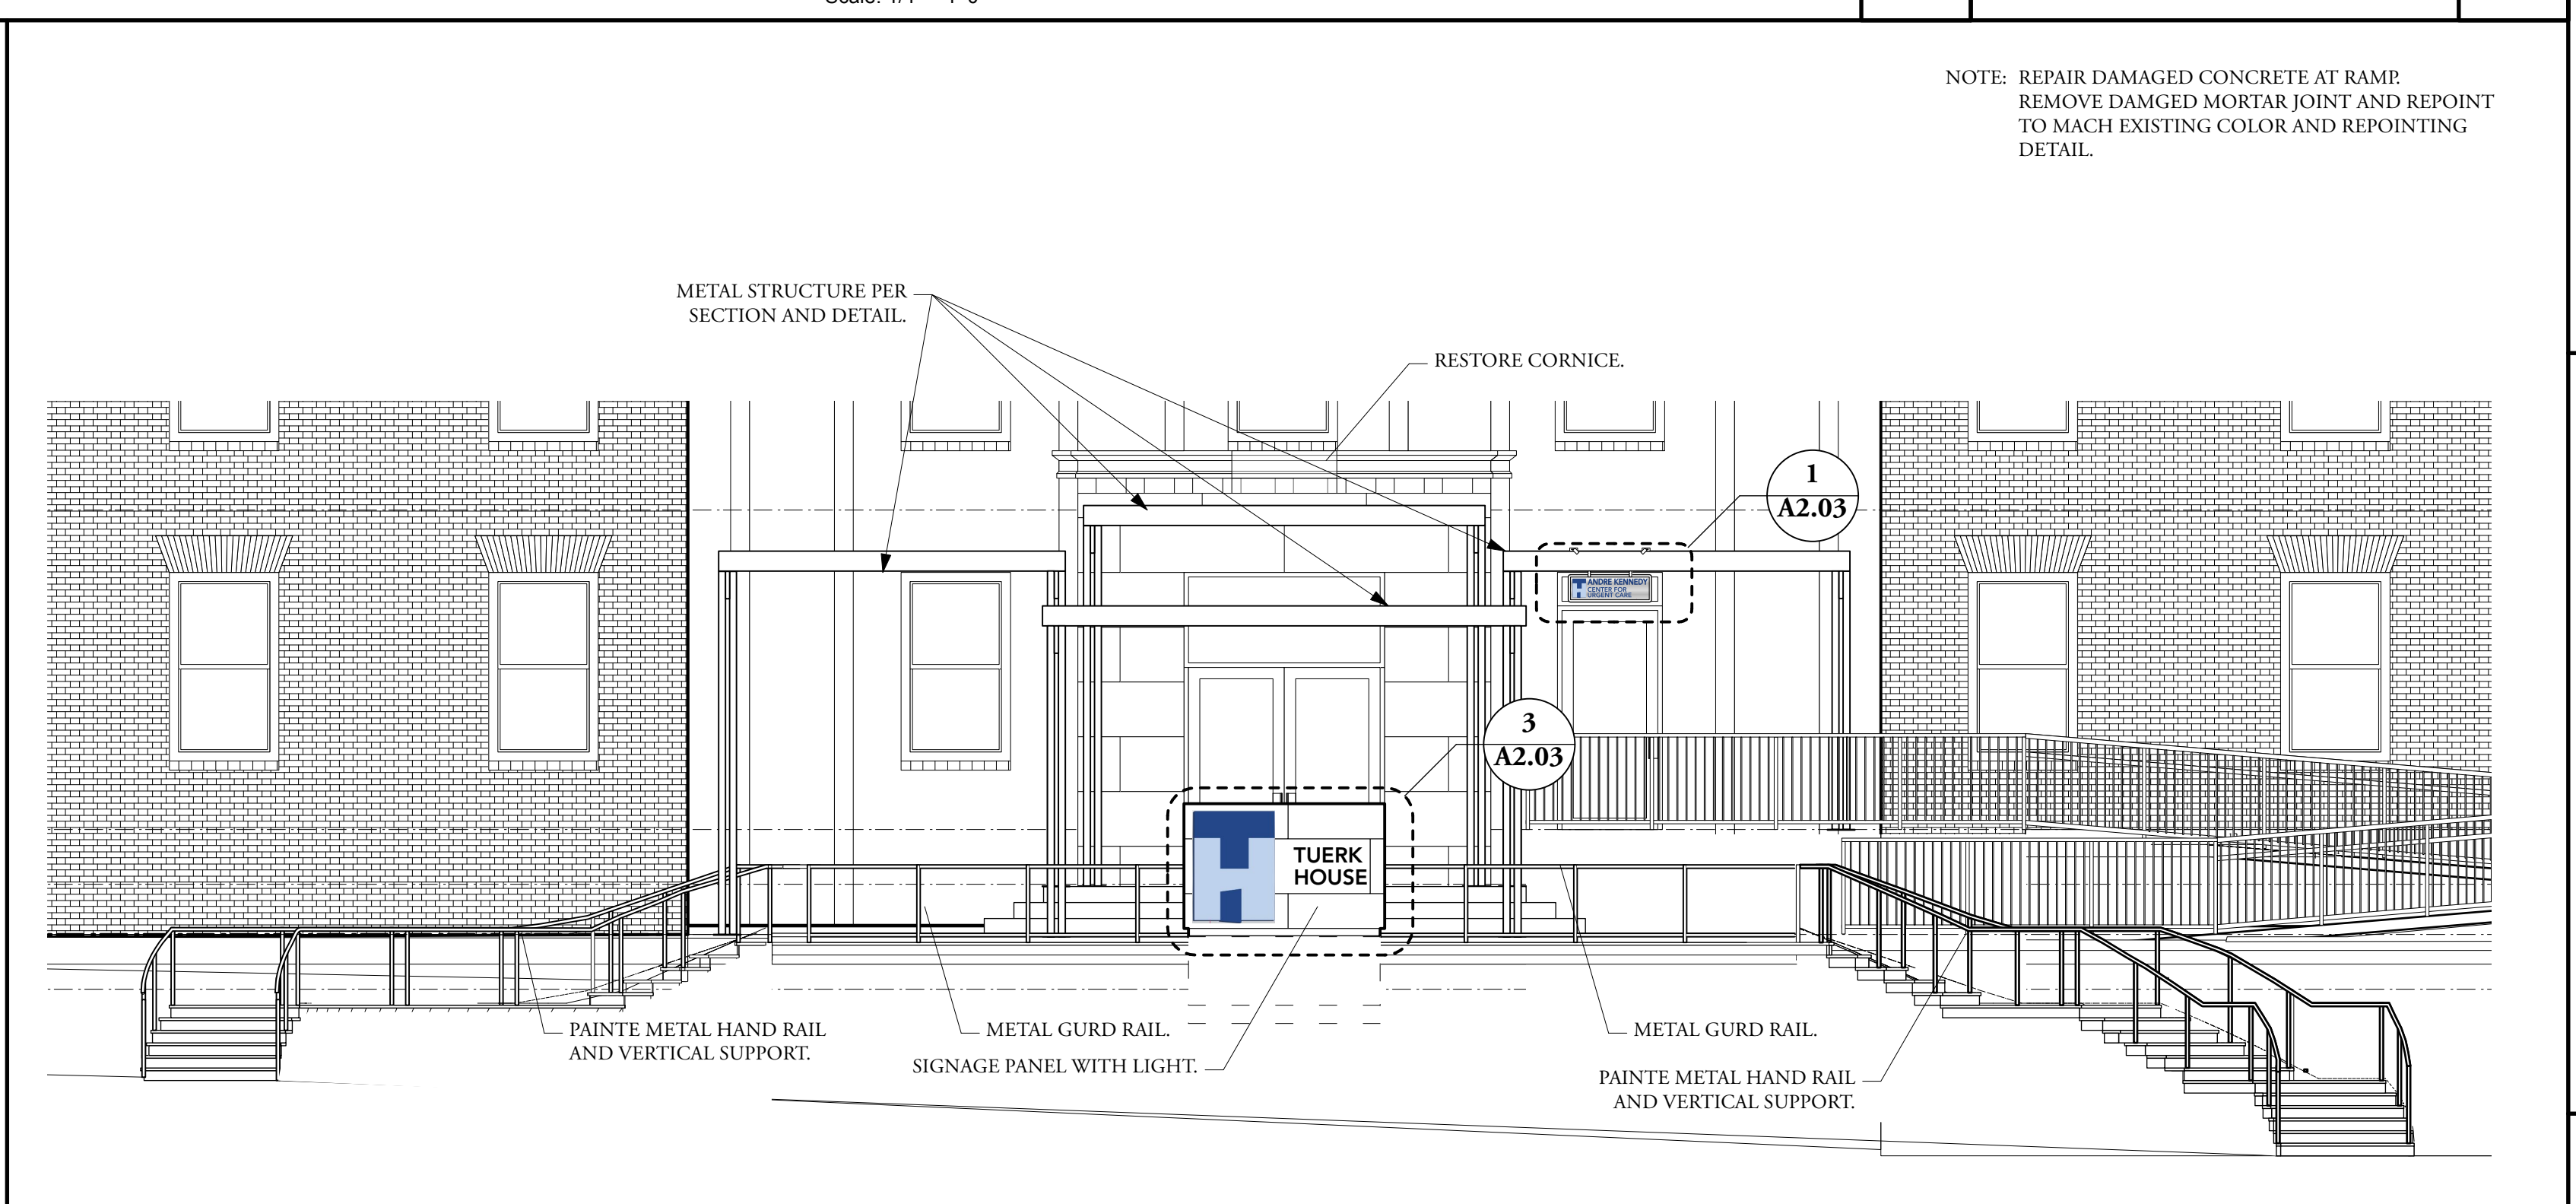 NOTE: REPAIR DAMAGED CONCRETE AT RAMP.
REMOVE DAMGED MORTAR JOINT AND REPOINT
TO MACH EXISTING COLOR AND REPOINTING
DETAIL.
METAL STRUCTURE PER
SECTION AND DETAIL.
RESTORE CORNICE.
1
A2.03
ANDRE KENNEDY
CENTER FOR
URGENT CARE
3
A2.03
TUERK
HOUSE
PAINTE METAL HAND RAIL
AND VERTICAL SUPPORT.
METAL GURD RAIL.
SIGNAGE PANEL WITH LIGHT.
METAL GURD RAIL.
PAINTE METAL HAND RAIL
AND VERTICAL SUPPORT.